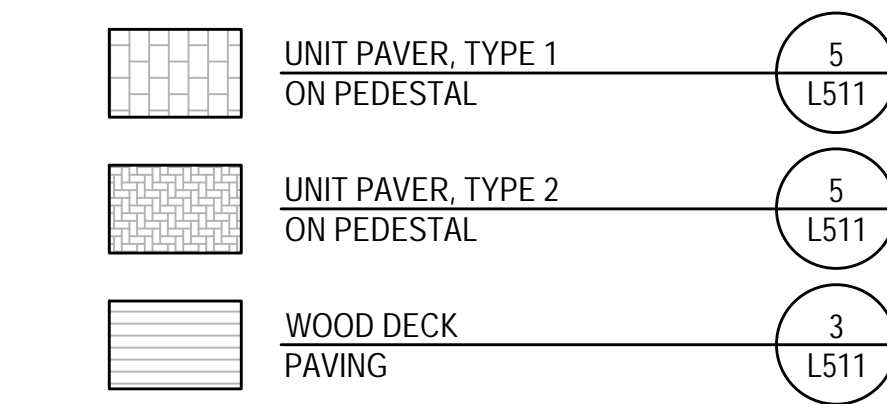 UNIT PAVER, TYPE 1
ON PEDESTAL
5
L511
UNIT PAVER, TYPE 2
ON PEDESTAL
5
L511
WOOD DECK
PAVING
3
L511